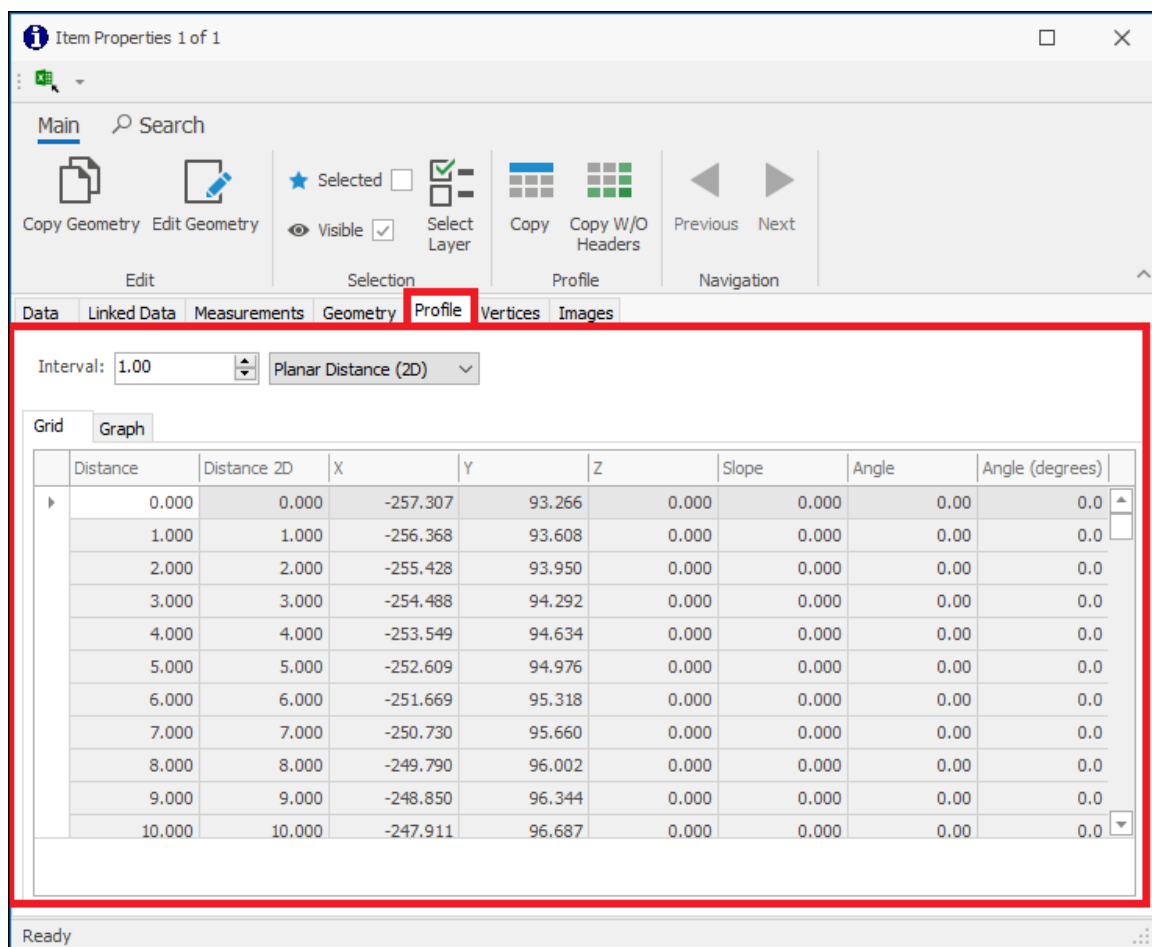 Item Properties 1 of 1
Main Search
Copy Geometry Edit Geometry Selected Visible Select Layer Copy Copy W/O Headers Previous Next
Edit Selection Profile Navigation
Data Linked Data Measurements Geometry Profile Vertices Images
Interval: 1.00 Planar Distance (2D)
Grid Graph
Distance Distance 2D X Y Z Slope Angle Angle (degrees)
0.000 0.000 -257.307 93.266 0.000 0.000 0.00 0.0
1.000 1.000 -256.368 93.608 0.000 0.000 0.00 0.0
2.000 2.000 -255.428 93.950 0.000 0.000 0.00 0.0
3.000 3.000 -254.488 94.292 0.000 0.000 0.00 0.0
4.000 4.000 -253.549 94.634 0.000 0.000 0.00 0.0
5.000 5.000 -252.609 94.976 0.000 0.000 0.00 0.0
6.000 6.000 -251.669 95.318 0.000 0.000 0.00 0.0
7.000 7.000 -250.730 95.660 0.000 0.000 0.00 0.0
8.000 8.000 -249.790 96.002 0.000 0.000 0.00 0.0
9.000 9.000 -248.850 96.344 0.000 0.000 0.00 0.0
10.000 10.000 -247.911 96.687 0.000 0.000 0.00 0.0
Ready